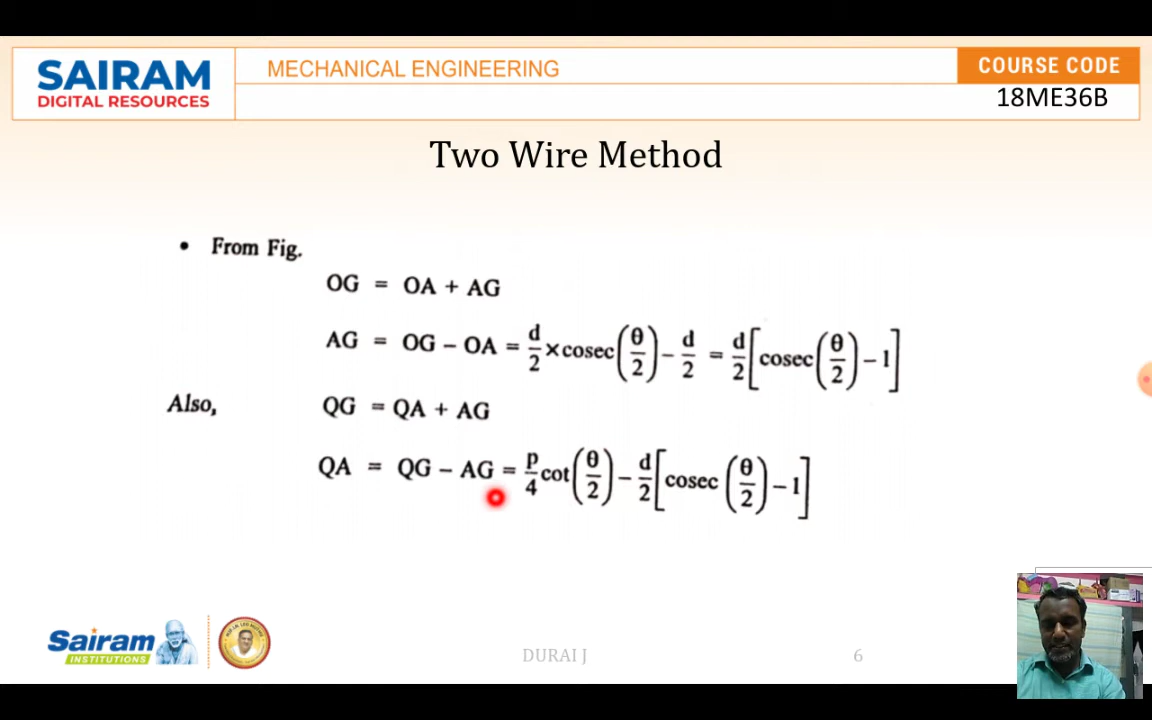 SAIRAM
DIGITAL RESOURCES
MECHANICAL ENGINEERING
COURSE CODE
18ME36B
Two Wire Method
• From Fig.
OG = OA + AG
AG = OG − OA = d/2 × cosec(θ/2) − d/2 = d/2[cosec(θ/2) − 1]
Also, QG = QA + AG
QA = QG − AG = p/4 cot(θ/2) − d/2[cosec(θ/2) − 1]
Sairam
INSTITUTIONS
DURAI J
6